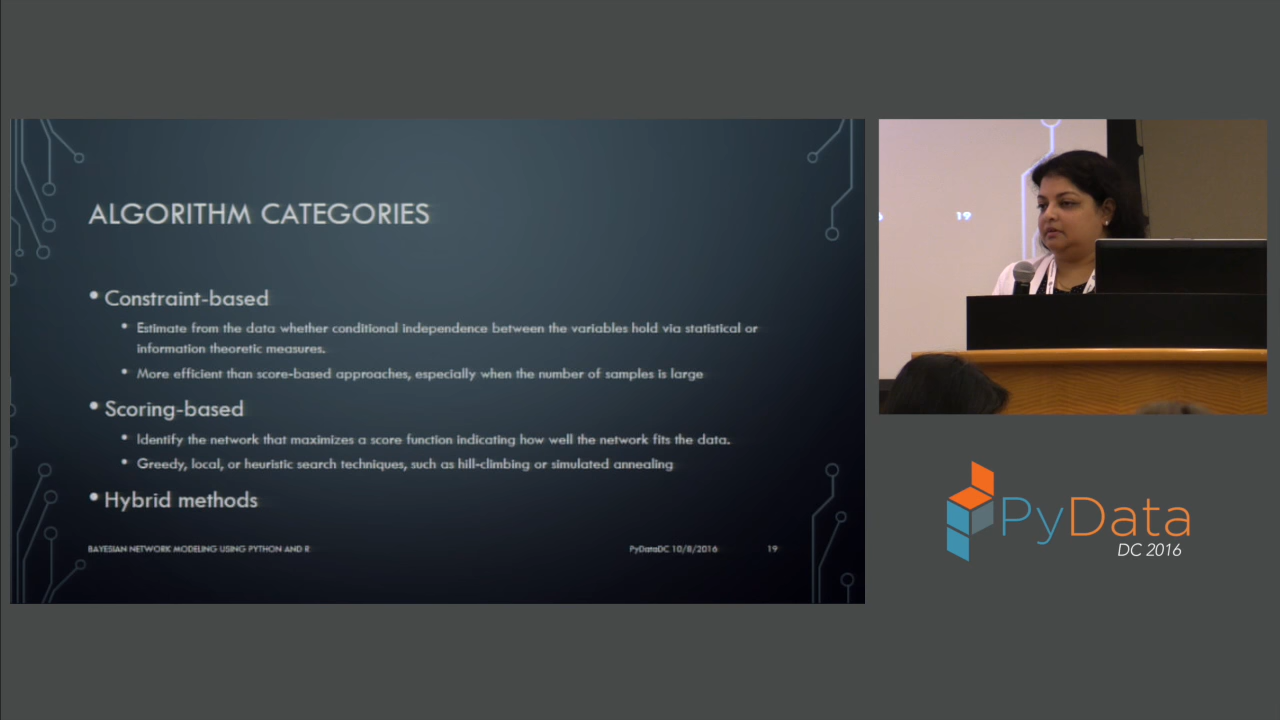 ALGORITHM CATEGORIES
• Constraint-based
• Estimate from the data whether conditional independence between the variables hold via statistical or
information theoretic measures.
• More efficient than score-based approaches, especially when the number of samples is large
• Scoring-based
• Identify the network that maximizes a score function indicating how well the network fits the data.
• Greedy, local, or heuristic search techniques, such as hill-climbing or simulated annealing
• Hybrid methods
BAYESIAN NETWORK MODELING USING PYTHON AND R
PyDataDC 10/8/2016
19
19
PyData
DC 2016